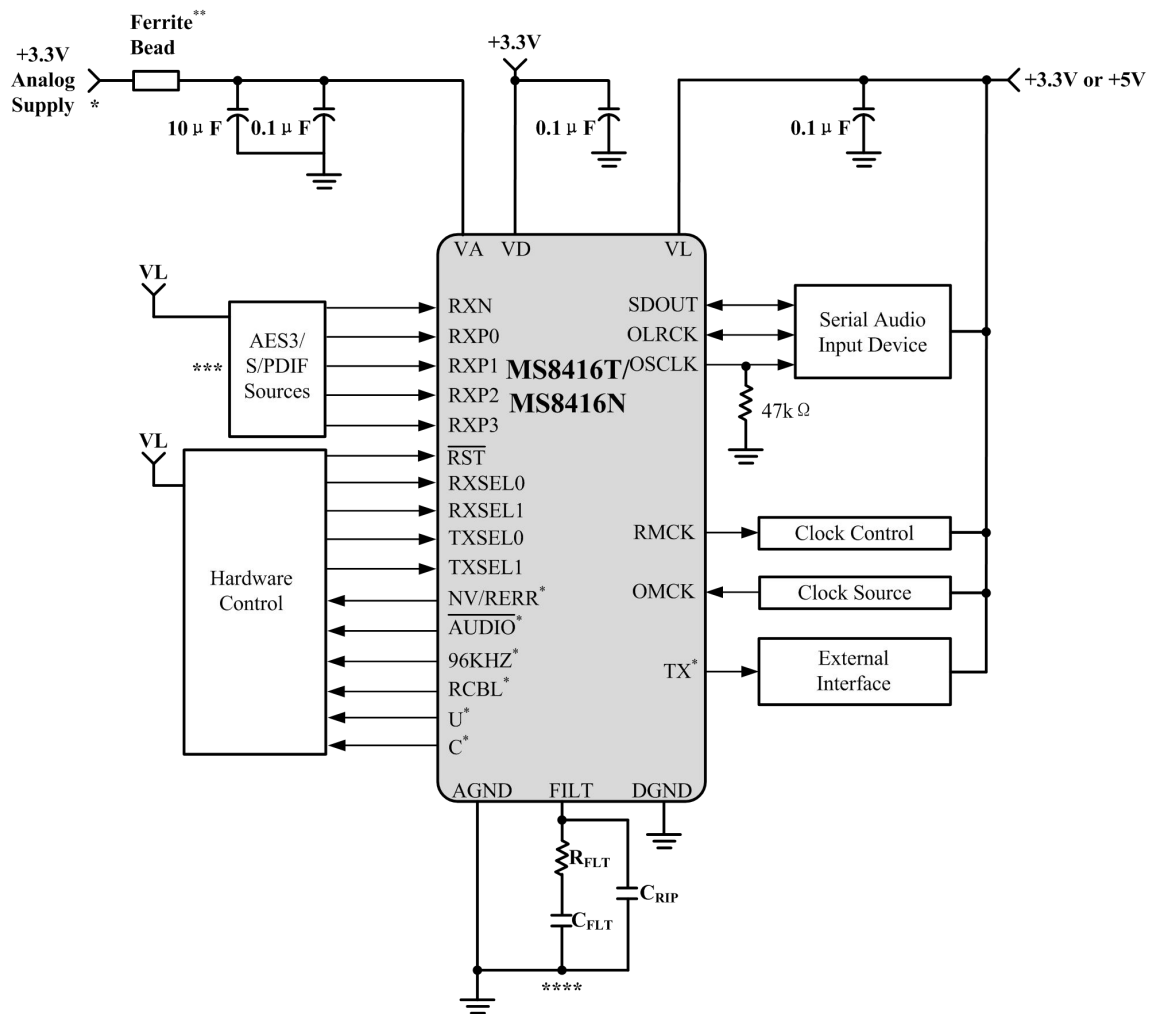 Ferrite**
Bead
+3.3V
Analog
Supply *
10 μ F
0.1 μ F
+3.3V
0.1 μ F
0.1 μ F
+3.3V or +5V
VA
VD
VL
VL
AES3/
S/PDIF
Sources
***
RXN
RXP0
RXP1
RXP2
RXP3
MS8416T/
MS8416N
SDOUT
OLRCK
OSCLK
Serial Audio
Input Device
47k Ω
VL
Hardware
Control
RST
RXSEL0
RXSEL1
TXSEL0
TXSEL1
NV/RERR*
AUDIO*
96KHZ*
RCBL*
U*
C*
RMCK
Clock Control
OMCK
Clock Source
TX*
External
Interface
AGND
FILT
DGND
RFLT
CFLT
CRIP
****